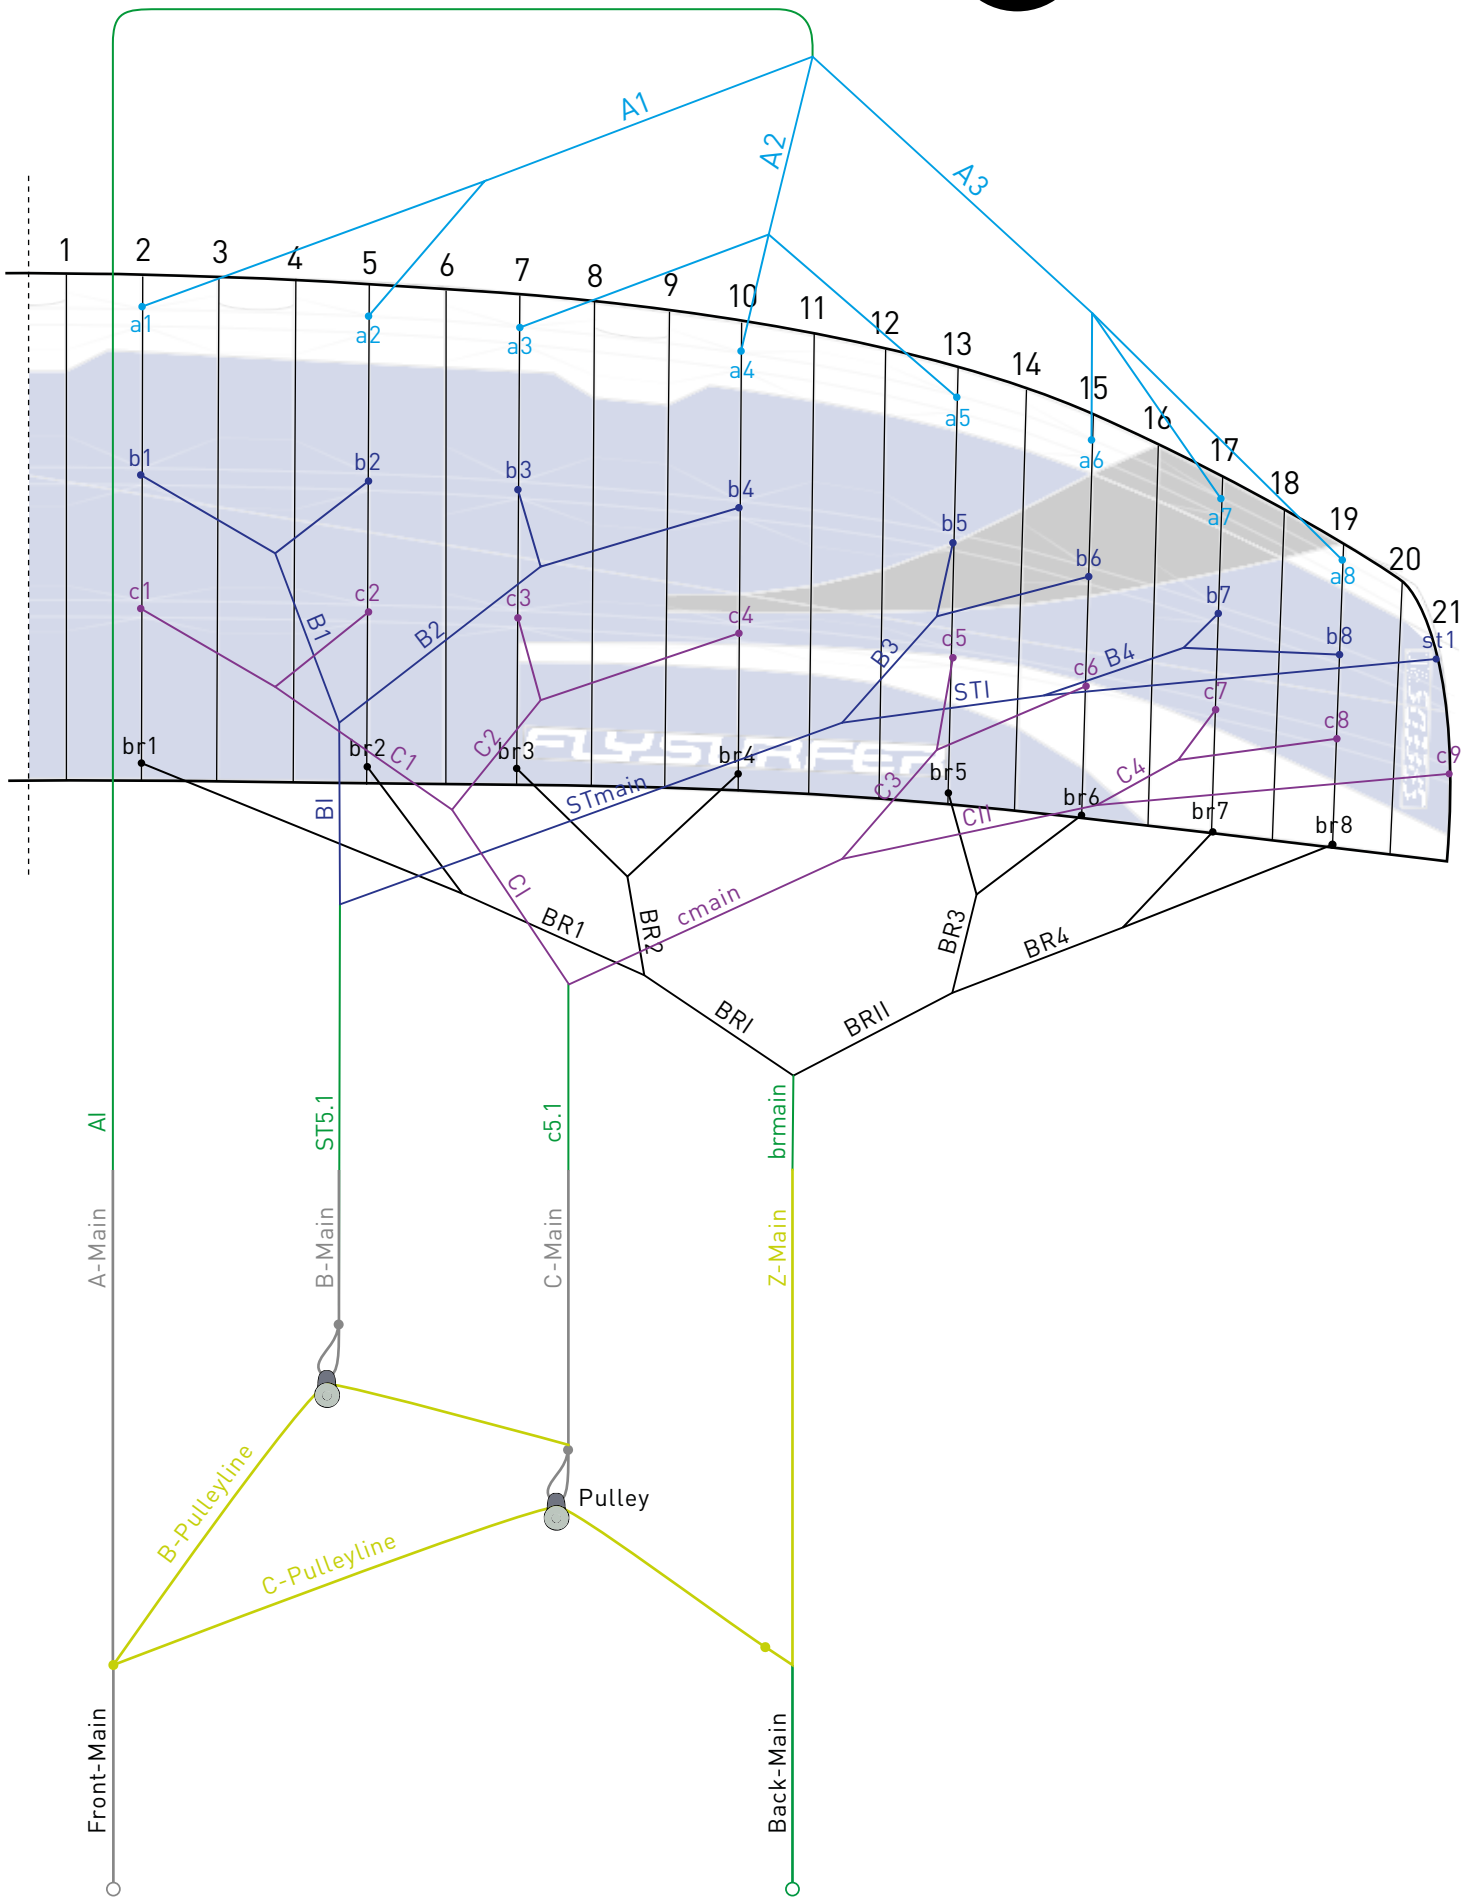 A1
A2
A3
1 2 3 4 5 6 7 8 9 10 11 12 13 14 15 16 17 18 19 20 21
a1 a2 a3 a4 a5 a6 a7 a8
b1 b2 b3 b4 b5 b6 b7 b8 st1
c1 c2 c3 c4 c5 c6 c7 c8 c9
B1 B2 B3 B4
STI
C1 C2 C3 C4
br1 br2 br3 br4 br5 br6 br7 br8
FLYSURFER
BI
STmain
CII
CI
cmain
BR1 BR2 BR3 BR4
BRI
BRII
AI
ST5.1
c5.1
brmain
A-Main
B-Main
C-Main
Z-Main
B-Pulleyline
Pulley
C-Pulleyline
Front-Main
Back-Main